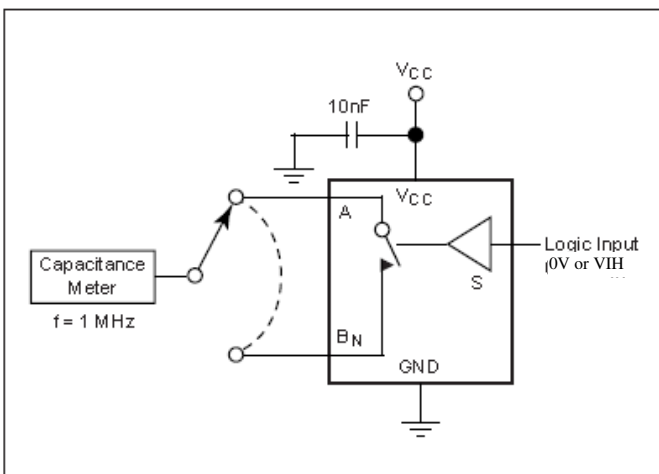 VCC
10nF
VCC
A
Capacitance
Meter
f = 1 MHz
Logic Input
0V or VIH
S
BN
GND